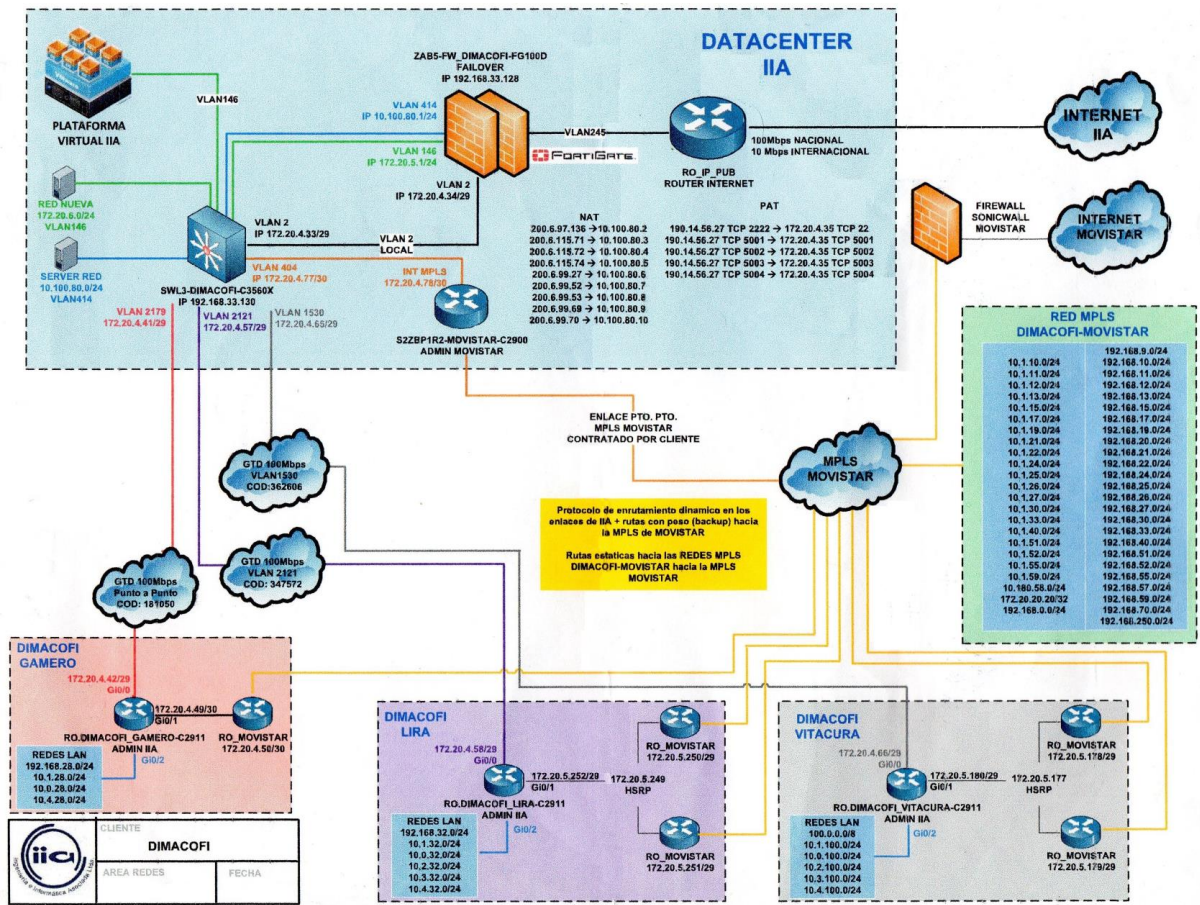 DATACENTER
IIA
PLATAFORMA
VIRTUAL IIA
VLAN146
ZAB5-FW_DIMACOFI-FG100D
FAILOVER
IP 192.168.33.128
VLAN 414
IP 10.100.80.1/24
VLAN 146
IP 172.20.5.1/24
VLAN 2
IP 172.20.4.34/29
FORTIGATE
VLAN245
RO_IP_PUB
ROUTER INTERNET
100Mbps NACIONAL
10 Mbps INTERNACIONAL
INTERNET
IIA
INTERNET
MOVISTAR
FIREWALL
SONICWALL
MOVISTAR
RED NUEVA
172.20.6.0/24
VLAN146
SERVER RED
10.100.80.0/24
VLAN414
VLAN 2
IP 172.20.4.33/29
VLAN 2
LOCAL
VLAN 404
IP 172.20.4.77/30
INT MPLS
172.20.4.78/30
SWL3-DIMACOFI-C3560X
IP 192.168.33.130
VLAN 2179
172.20.4.41/29
VLAN 2121
172.20.4.57/29
VLAN 1530
172.20.4.65/29
S2ZBP1R2-MOVISTAR-C2900
ADMIN MOVISTAR
NAT
200.6.97.136 → 10.100.80.2
200.6.115.71 → 10.100.80.3
200.6.115.72 → 10.100.80.4
200.6.115.74 → 10.100.80.5
200.6.99.27 → 10.100.80.6
200.6.99.52 → 10.100.80.7
200.6.99.53 → 10.100.80.8
200.6.99.69 → 10.100.80.9
200.6.99.70 → 10.100.80.10
PAT
190.14.56.27 TCP 2222 → 172.20.4.35 TCP 22
190.14.56.27 TCP 5001 → 172.20.4.35 TCP 5001
190.14.56.27 TCP 5002 → 172.20.4.35 TCP 5002
190.14.56.27 TCP 5003 → 172.20.4.35 TCP 5003
190.14.56.27 TCP 5004 → 172.20.4.35 TCP 5004
RED MPLS
DIMACOFI-MOVISTAR
10.1.10.0/24
10.1.11.0/24
10.1.12.0/24
10.1.13.0/24
10.1.15.0/24
10.1.17.0/24
10.1.19.0/24
10.1.21.0/24
10.1.22.0/24
10.1.24.0/24
10.1.25.0/24
10.1.26.0/24
10.1.27.0/24
10.1.30.0/24
10.1.33.0/24
10.1.40.0/24
10.1.51.0/24
10.1.52.0/24
10.1.55.0/24
10.1.59.0/24
10.180.58.0/24
172.20.20.20/32
192.168.0.0/24
192.168.9.0/24
192.168.10.0/24
192.168.11.0/24
192.168.12.0/24
192.168.13.0/24
192.168.15.0/24
192.168.17.0/24
192.168.19.0/24
192.168.20.0/24
192.168.21.0/24
192.168.22.0/24
192.168.24.0/24
192.168.25.0/24
192.168.26.0/24
192.168.27.0/24
192.168.30.0/24
192.168.33.0/24
192.168.40.0/24
192.168.51.0/24
192.168.52.0/24
192.168.55.0/24
192.168.57.0/24
192.168.59.0/24
192.168.70.0/24
192.168.250.0/24
ENLACE PTO. PTO.
MPLS MOVISTAR
CONTRATADO POR CLIENTE
MPLS
MOVISTAR
GTD 100Mbps
VLAN1530
COD:362606
GTD 100Mbps
VLAN 2121
COD: 347572
GTD 100Mbps
Punto a Punto
COD: 181050
Protocolo de enrutamiento dinamico en los
enlaces de IIA + rutas con peso (backup) hacia
la MPLS de MOVISTAR
Rutas estaticas hacia las REDES MPLS
DIMACOFI-MOVISTAR hacia la MPLS
MOVISTAR
DIMACOFI
GAMERO
172.20.4.42/29
Gi0/0
172.20.4.49/30
Gi0/1
RO.DIMACOFI_GAMERO-C2911
ADMIN IIA
Gi0/2
RO_MOVISTAR
172.20.4.50/30
REDES LAN
192.168.28.0/24
10.1.28.0/24
10.0.28.0/24
10.4.28.0/24
DIMACOFI
LIRA
172.20.4.58/29
Gi0/0
172.20.5.252/29
Gi0/1
172.20.5.249
HSRP
RO_MOVISTAR
172.20.5.250/29
RO.DIMACOFI_LIRA-C2911
ADMIN IIA
Gi0/2
RO_MOVISTAR
172.20.5.251/29
REDES LAN
192.168.32.0/24
10.1.32.0/24
10.0.32.0/24
10.2.32.0/24
10.3.32.0/24
10.4.32.0/24
DIMACOFI
VITACURA
172.20.4.66/29
Gi0/0
172.20.5.180/29
Gi0/1
172.20.5.177
HSRP
RO_MOVISTAR
172.20.5.178/29
RO.DIMACOFI_VITACURA-C2911
ADMIN IIA
Gi0/2
RO_MOVISTAR
172.20.5.179/29
REDES LAN
100.0.0.0/8
10.1.100.0/24
10.0.100.0/24
10.2.100.0/24
10.3.100.0/24
10.4.100.0/24
iia
Ingeniería e Informática Asociada Ltda.
CLIENTE
DIMACOFI
AREA REDES
FECHA